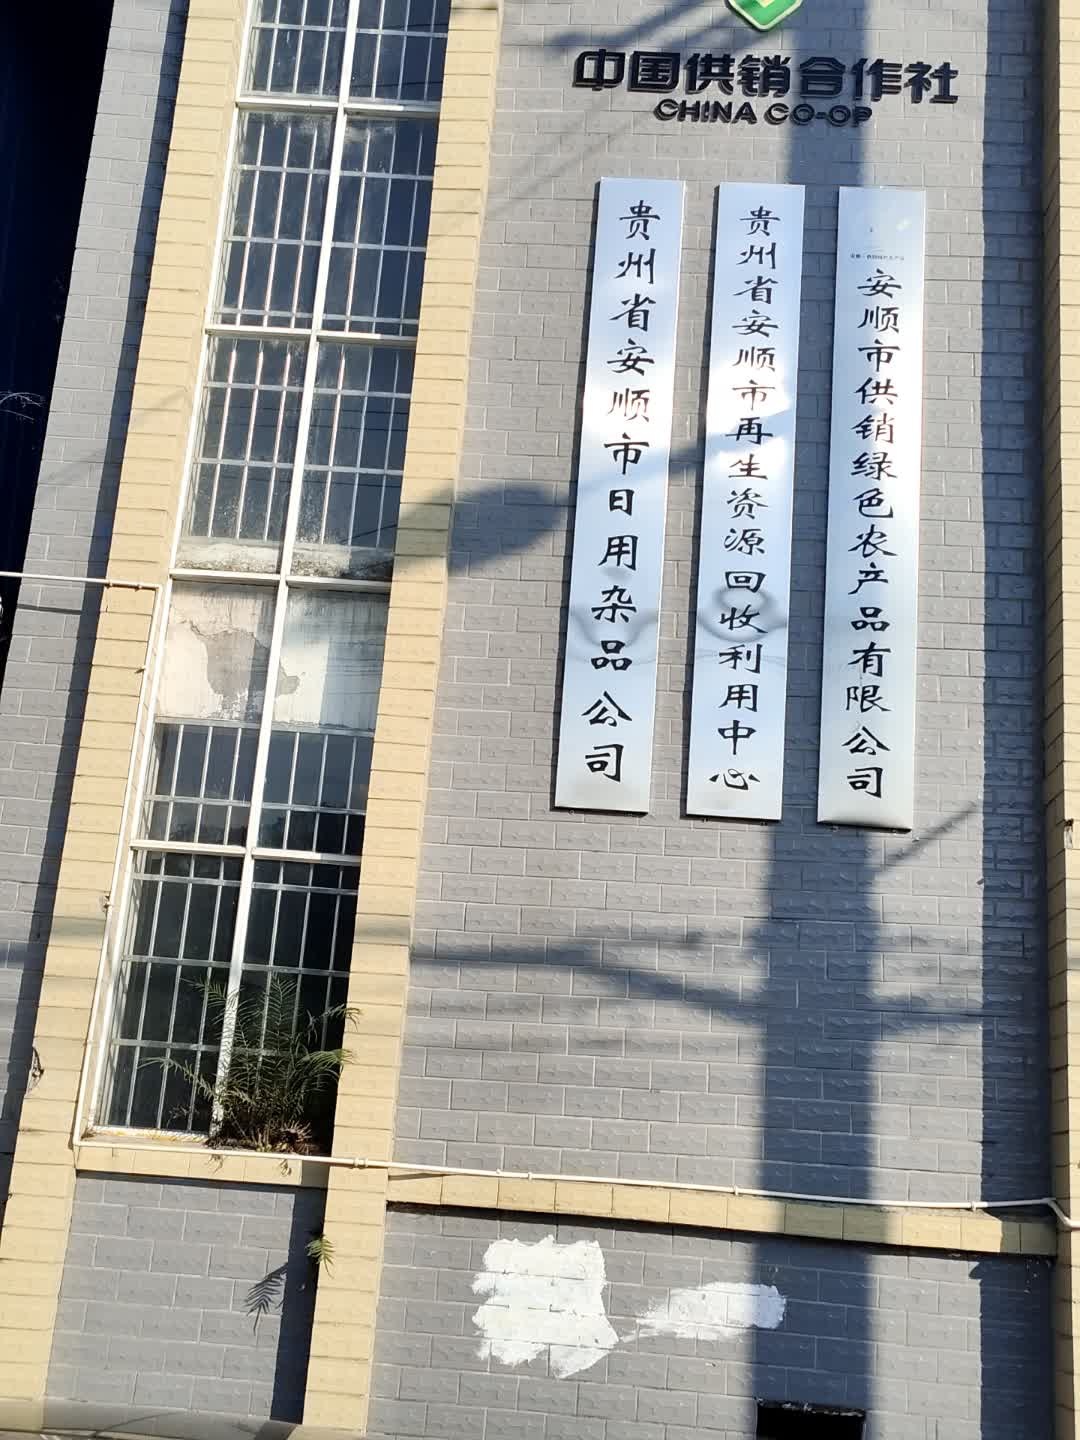 中国供销合作社
CHINA CO-OP
贵州省安顺市日用杂品公司
贵州省安顺市再生资源回收利用中心
安顺市供销绿色农产品有限公司